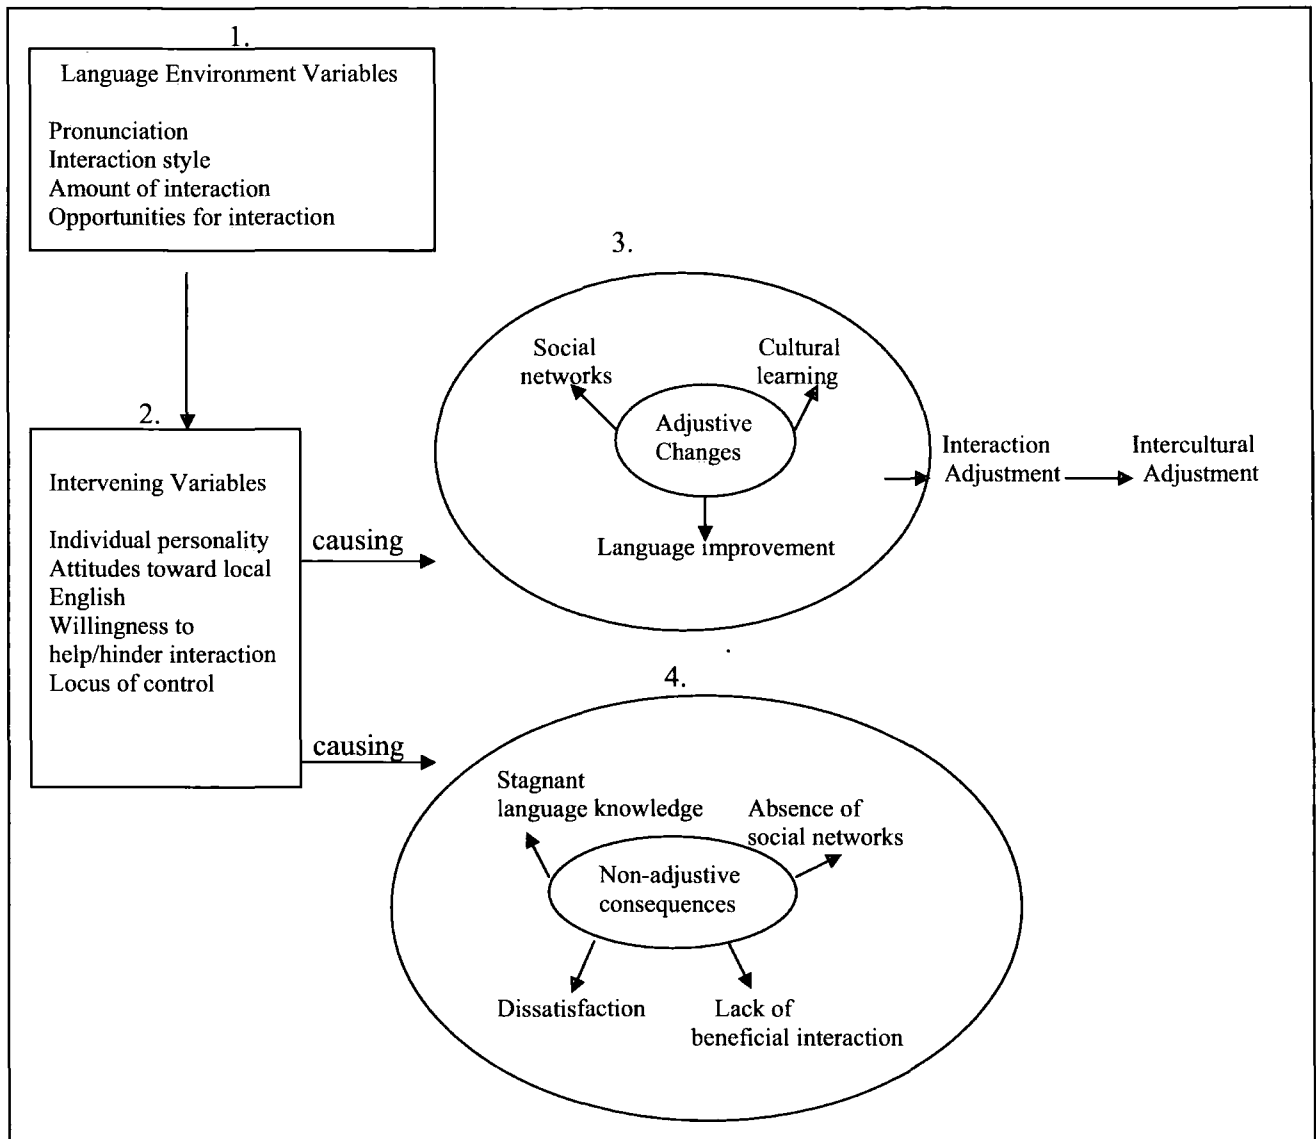 1.
Language Environment Variables
Pronunciation
Interaction style
Amount of interaction
Opportunities for interaction
2.
Intervening Variables
Individual personality
Attitudes toward local
English
Willingness to
help/hinder interaction
Locus of control
causing
causing
3.
Social
networks
Cultural
learning
Adjustive
Changes
Language improvement
Interaction
Adjustment
Intercultural
Adjustment
4.
Stagnant
language knowledge
Absence of
social networks
Non-adjustive
consequences
Dissatisfaction
Lack of
beneficial interaction